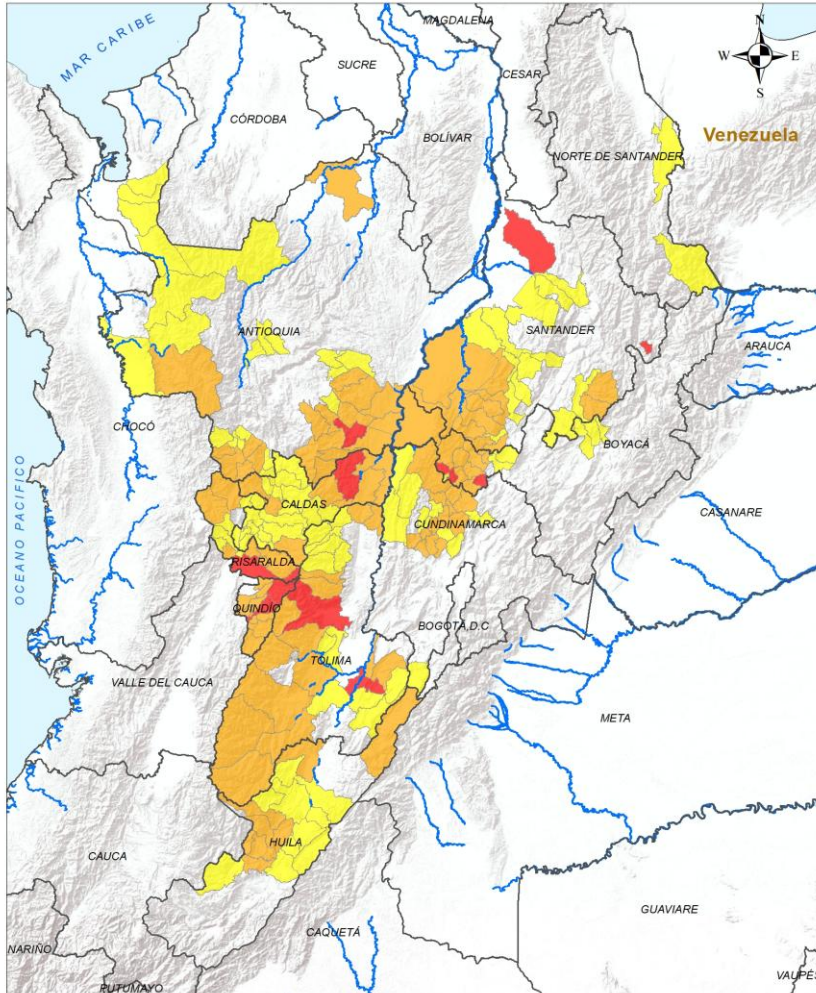 MAGDALENA
N
MAR CARIBE
SUCRE
CESAR
W
E
S
CÓRDOBA
BOLÍVAR
Venezuela
NORTE DE SANTANDER
ANTIOQUIA
SANTANDER
ARAUCA
CHOCÓ
BOYACÁ
OCEANO PACIFICO
CALDAS
CUNDINAMARCA
CASANARE
RISARALDA
QUINDÍO
BOGOTÁ,D.C
TOLIMA
VALLE DEL CAUCA
META
HUILA
CAUCA
GUAVIARE
CAQUETÁ
NARIÑO
PUTUMAYO
VAUPÉS